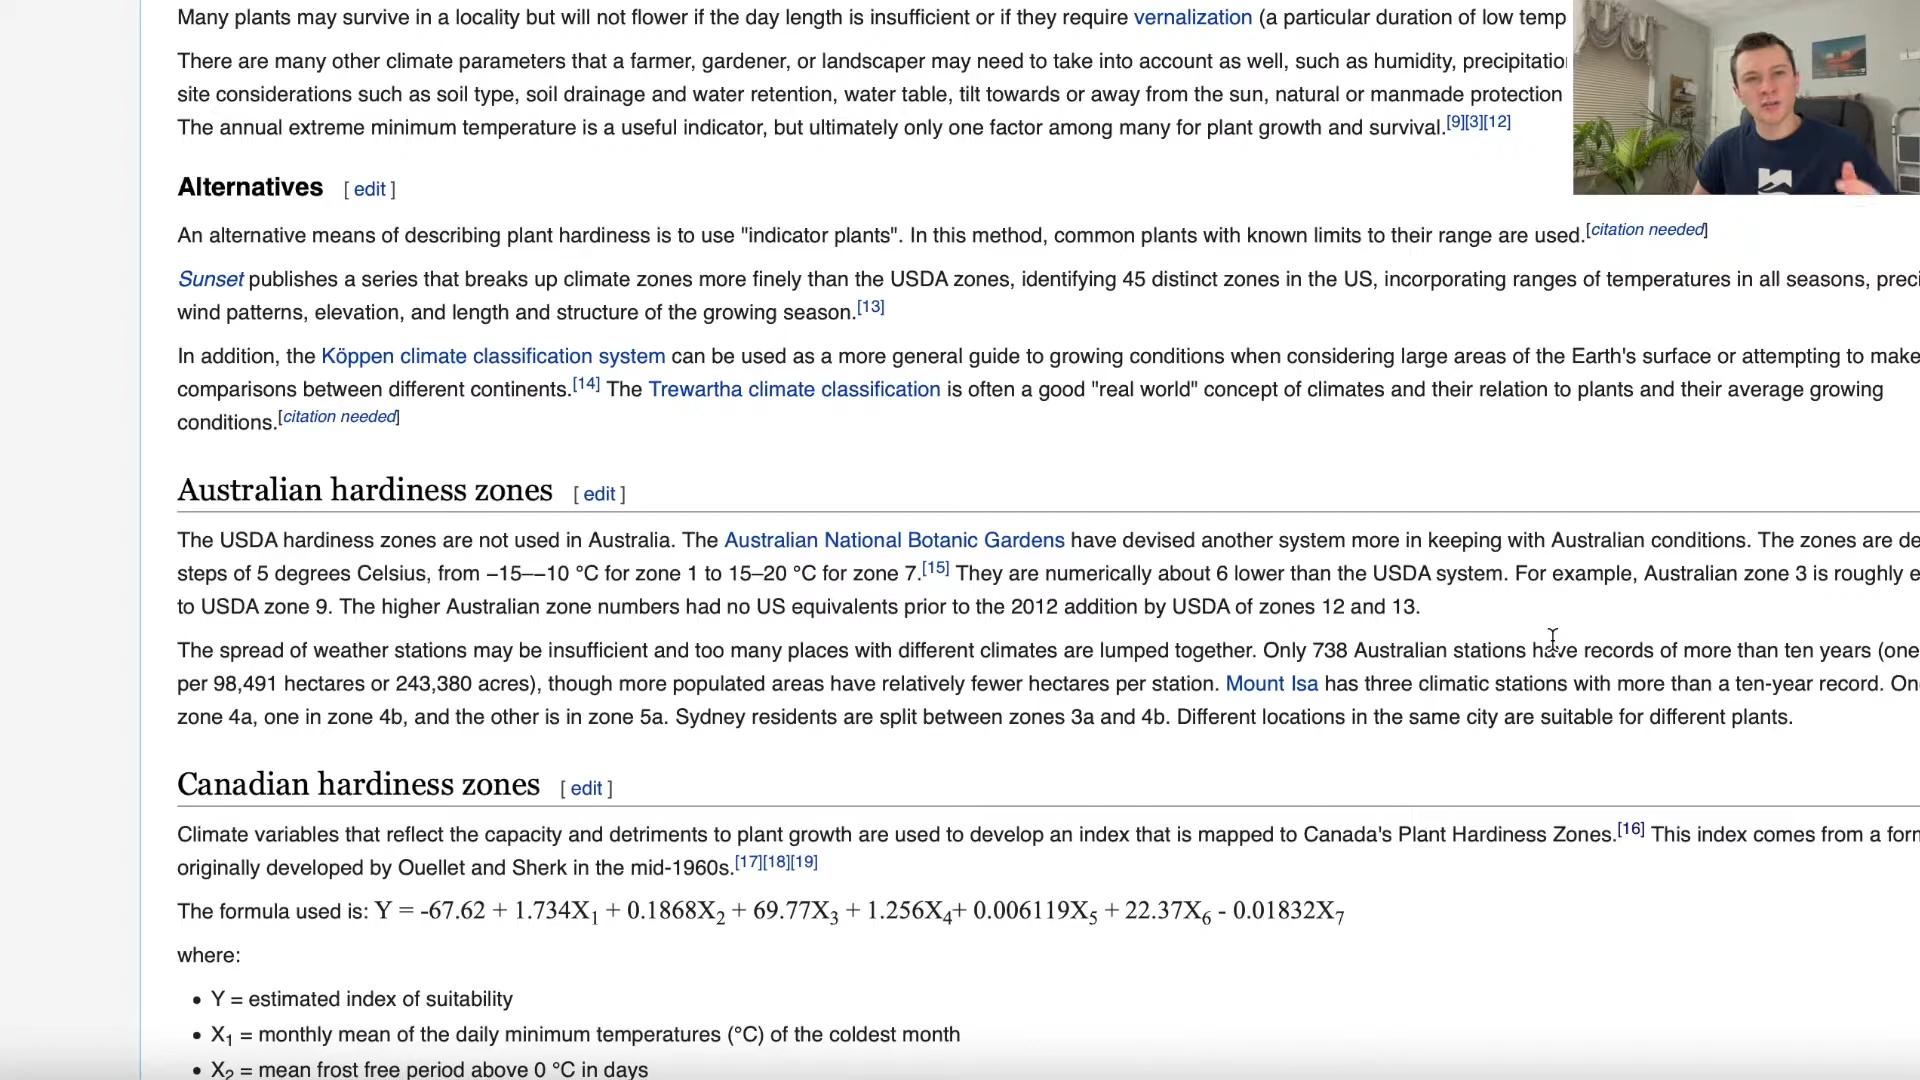 Many plants may survive in a locality but will not flower if the day length is insufficient or if they require vernalization (a particular duration of low temp
There are many other climate parameters that a farmer, gardener, or landscaper may need to take into account as well, such as humidity, precipitatio
site considerations such as soil type, soil drainage and water retention, water table, tilt towards or away from the sun, natural or manmade protection
The annual extreme minimum temperature is a useful indicator, but ultimately only one factor among many for plant growth and survival.[9][3][12]
Alternatives [ edit ]
An alternative means of describing plant hardiness is to use "indicator plants". In this method, common plants with known limits to their range are used.[citation needed]
Sunset publishes a series that breaks up climate zones more finely than the USDA zones, identifying 45 distinct zones in the US, incorporating ranges of temperatures in all seasons, preci
wind patterns, elevation, and length and structure of the growing season.[13]
In addition, the Köppen climate classification system can be used as a more general guide to growing conditions when considering large areas of the Earth's surface or attempting to make
comparisons between different continents.[14] The Trewartha climate classification is often a good "real world" concept of climates and their relation to plants and their average growing
conditions.[citation needed]
Australian hardiness zones [ edit ]
The USDA hardiness zones are not used in Australia. The Australian National Botanic Gardens have devised another system more in keeping with Australian conditions. The zones are de
steps of 5 degrees Celsius, from −15–−10 °C for zone 1 to 15–20 °C for zone 7.[15] They are numerically about 6 lower than the USDA system. For example, Australian zone 3 is roughly e
to USDA zone 9. The higher Australian zone numbers had no US equivalents prior to the 2012 addition by USDA of zones 12 and 13.
The spread of weather stations may be insufficient and too many places with different climates are lumped together. Only 738 Australian stations have records of more than ten years (one
per 98,491 hectares or 243,380 acres), though more populated areas have relatively fewer hectares per station. Mount Isa has three climatic stations with more than a ten-year record. On
zone 4a, one in zone 4b, and the other is in zone 5a. Sydney residents are split between zones 3a and 4b. Different locations in the same city are suitable for different plants.
Canadian hardiness zones [ edit ]
Climate variables that reflect the capacity and detriments to plant growth are used to develop an index that is mapped to Canada's Plant Hardiness Zones.[16] This index comes from a for
originally developed by Ouellet and Sherk in the mid-1960s.[17][18][19]
The formula used is: Y = -67.62 + 1.734X₁ + 0.1868X₂ + 69.77X₃ + 1.256X₄+ 0.006119X₅ + 22.37X₆ - 0.01832X₇
where:
• Y = estimated index of suitability
• X₁ = monthly mean of the daily minimum temperatures (°C) of the coldest month
• X₂ = mean frost free period above 0 °C in days